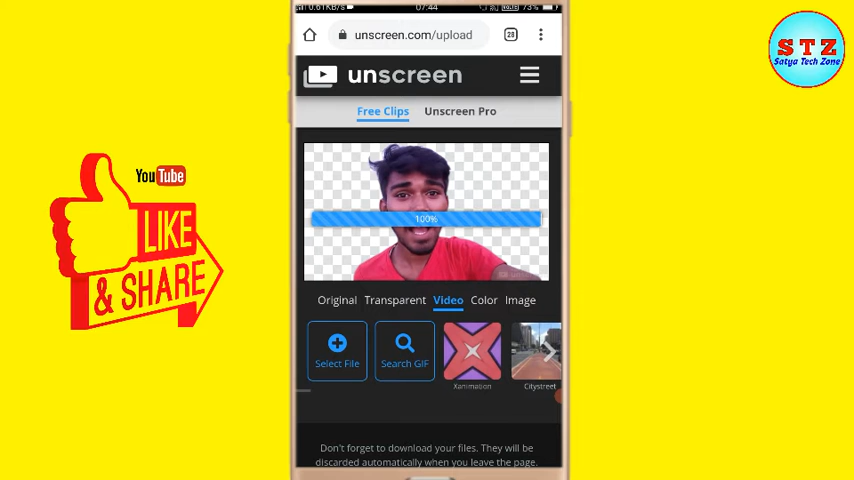 0.61KB/s
07:44
73%
unscreen.com/upload
28
unscreen
Free Clips
Unscreen Pro
100%
unscreen
Original
Transparent
Video
Color
Image
Select File
Search GIF
Xanimation
Citystreet
Don't forget to download your files. They will be
discarded automatically when you leave the page.
YouTube
LIKE
& SHARE
STZ
Satya Tech Zone